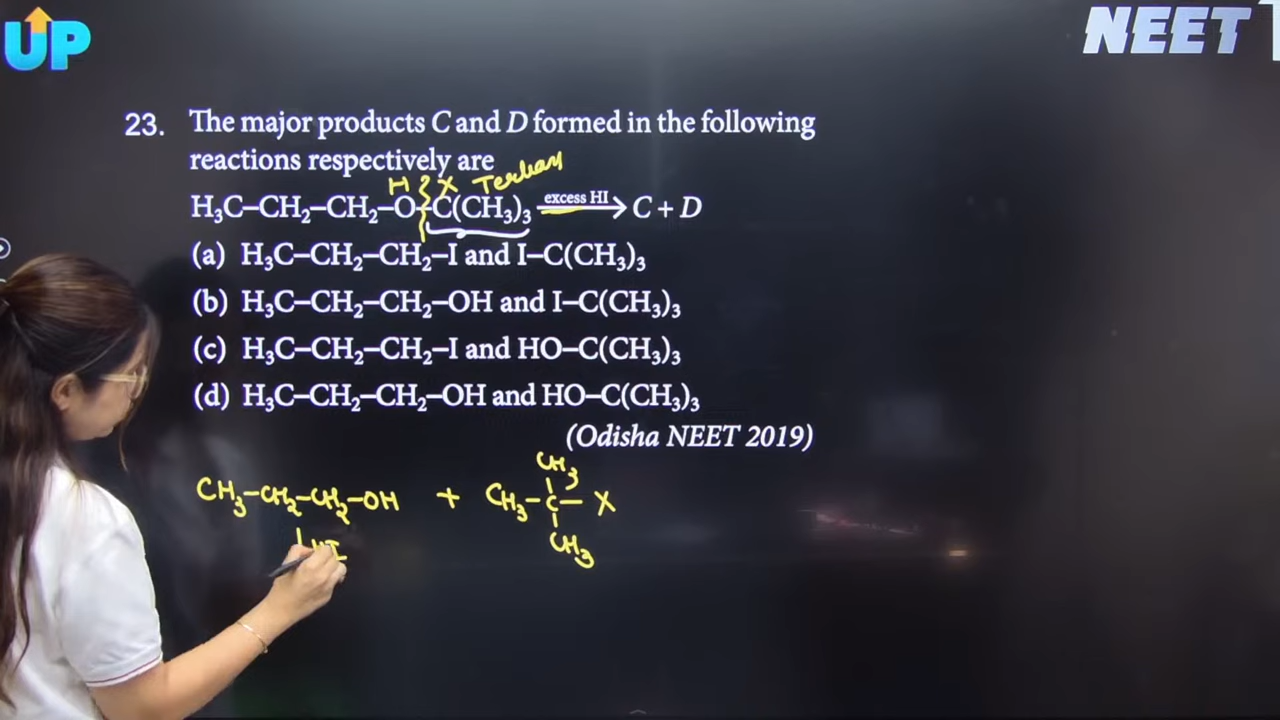 UP
NEET
23. The major products C and D formed in the following
reactions respectively are
H X Tertiary
H₃C–CH₂–CH₂–O–C(CH₃)₃ excess HI → C + D
(a) H₃C–CH₂–CH₂–I and I–C(CH₃)₃
(b) H₃C–CH₂–CH₂–OH and I–C(CH₃)₃
(c) H₃C–CH₂–CH₂–I and HO–C(CH₃)₃
(d) H₃C–CH₂–CH₂–OH and HO–C(CH₃)₃
(Odisha NEET 2019)
CH₃
CH₃–CH₂–CH₂–OH + CH₃–C–X
CH₃
HI